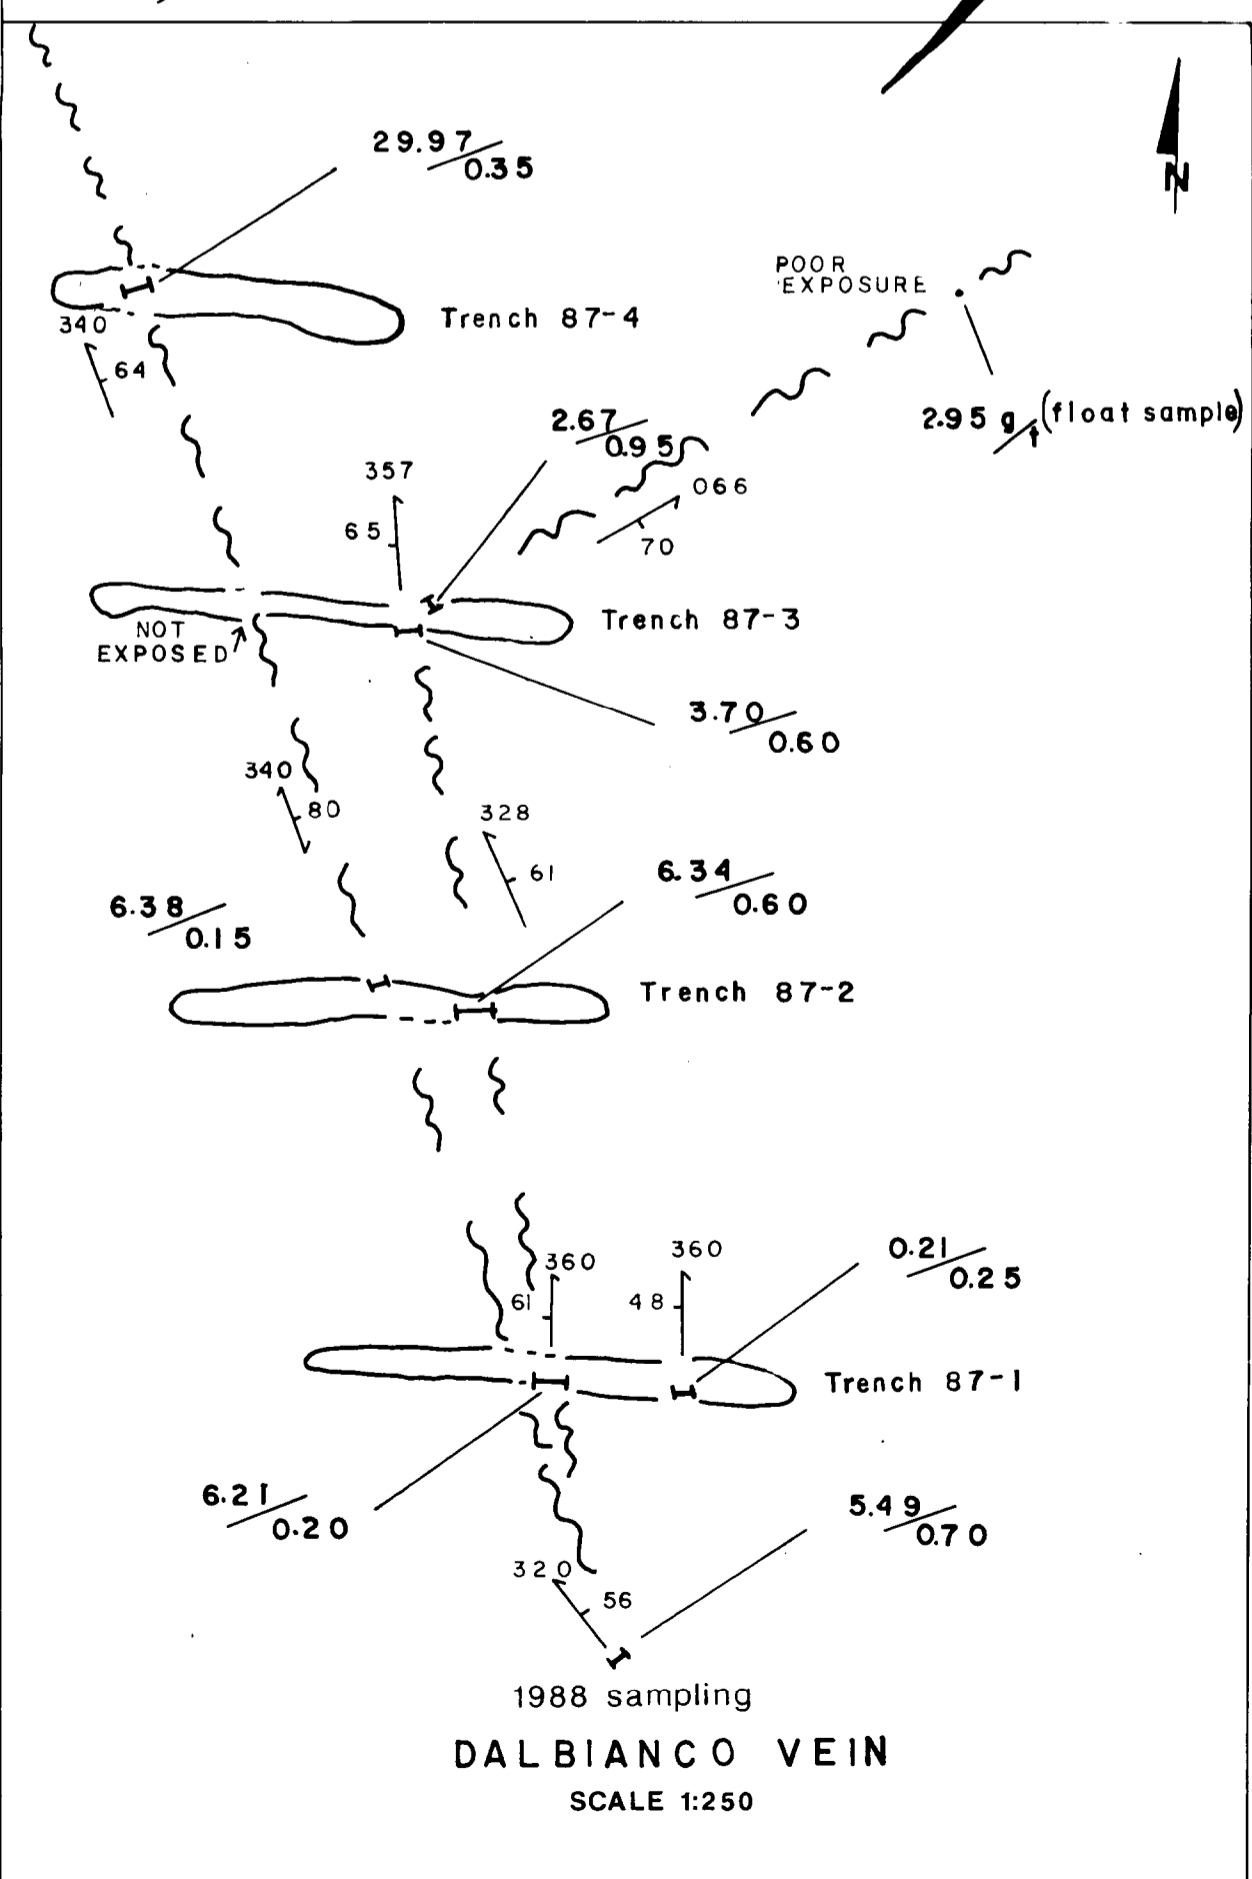 N
29.97/0.35
POOR
EXPOSURE
340
64
Trench 87-4
2.95 g/t (float sample)
2.67/0.95
357
65
066
70
Trench 87-3
NOT
EXPOSED
3.70/0.60
340
80
328
61
6.34/0.60
6.38/0.15
Trench 87-2
360
61
360
48
0.21/0.25
Trench 87-1
6.21/0.20
5.49/0.70
320
56
1988 sampling
DALBIANCO VEIN
SCALE 1:250